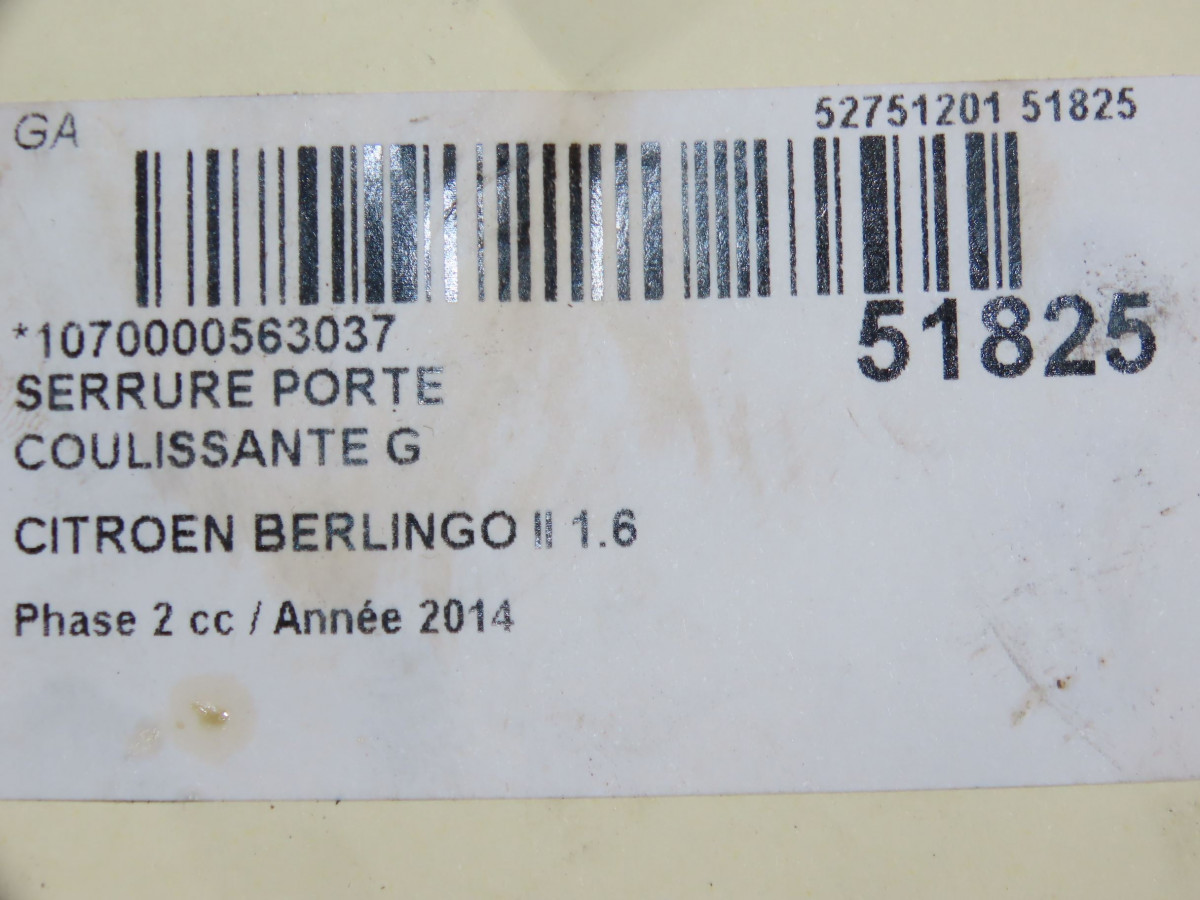 GA
52751201 51825
*1070000563037
51825
SERRURE PORTE
COULISSANTE G
CITROEN BERLINGO II 1.6
Phase 2 cc / Année 2014